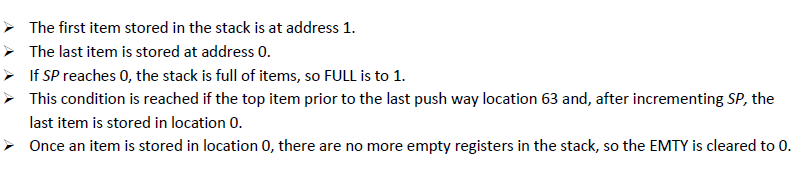 ➢ The first item stored in the stack is at address 1.
➢ The last item is stored at address 0.
➢ If SP reaches 0, the stack is full of items, so FULL is to 1.
➢ This condition is reached if the top item prior to the last push way location 63 and, after incrementing SP, the
last item is stored in location 0.
➢ Once an item is stored in location 0, there are no more empty registers in the stack, so the EMTY is cleared to 0.